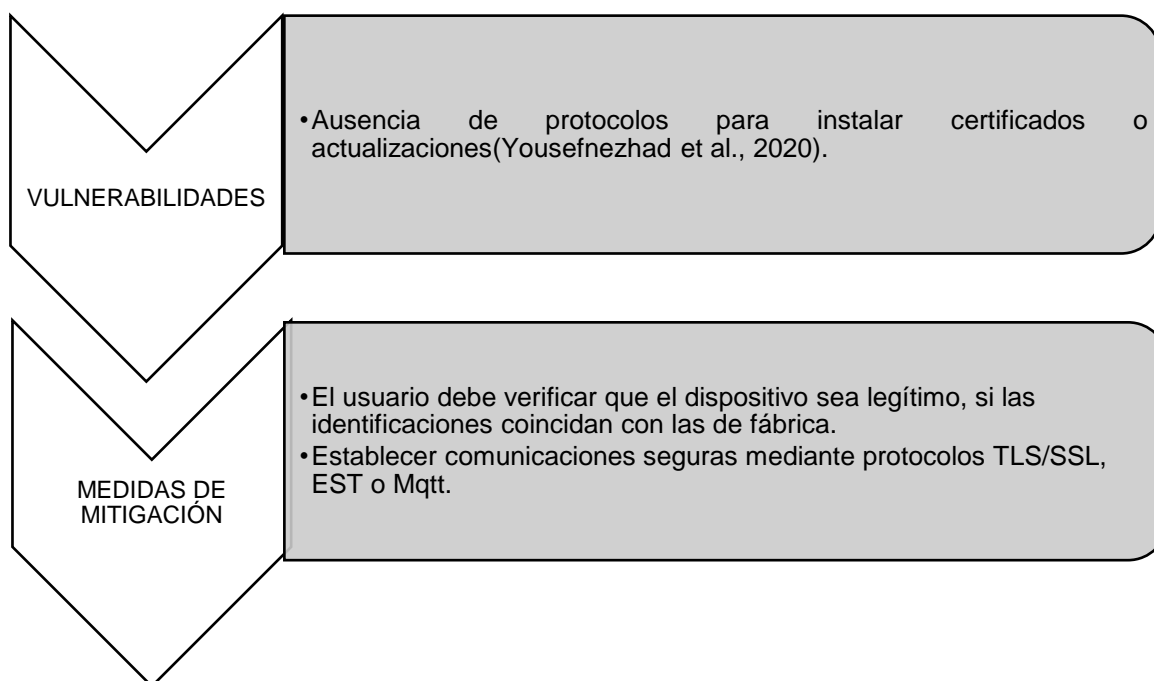 VULNERABILIDADES
•Ausencia de protocolos para instalar certificados o
actualizaciones(Yousefnezhad et al., 2020).
MEDIDAS DE
MITIGACIÓN
•El usuario debe verificar que el dispositivo sea legítimo, si las
identificaciones coincidan con las de fábrica.
•Establecer comunicaciones seguras mediante protocolos TLS/SSL,
EST o Mqtt.